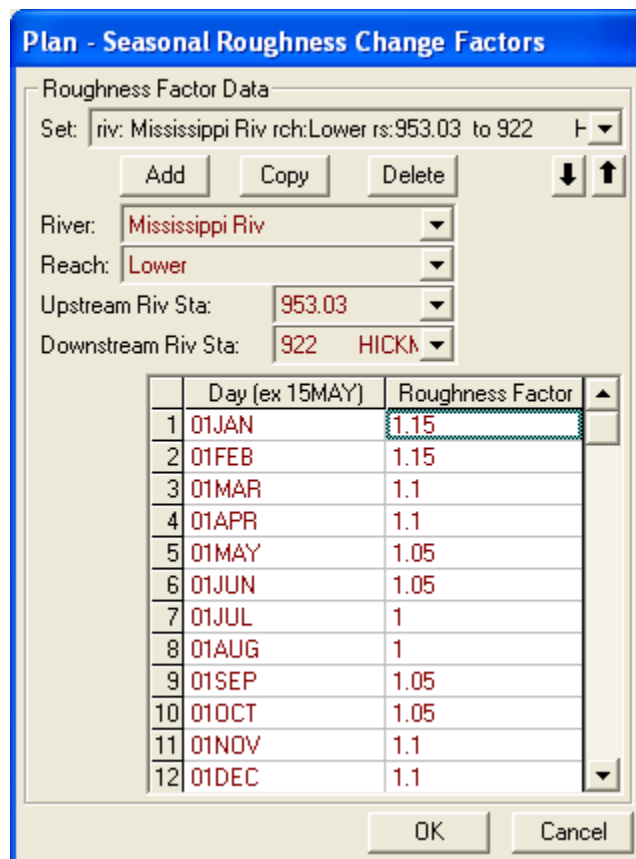 Plan - Seasonal Roughness Change Factors
Roughness Factor Data
Set: riv: Mississippi Riv rch:Lower rs:953.03 to 922 H
Add Copy Delete
River: Mississippi Riv
Reach: Lower
Upstream Riv Sta: 953.03
Downstream Riv Sta: 922 HICKM
Day (ex 15MAY) Roughness Factor
1 01JAN 1.15
2 01FEB 1.15
3 01MAR 1.1
4 01APR 1.1
5 01MAY 1.05
6 01JUN 1.05
7 01JUL 1
8 01AUG 1
9 01SEP 1.05
10 01OCT 1.05
11 01NOV 1.1
12 01DEC 1.1
OK Cancel